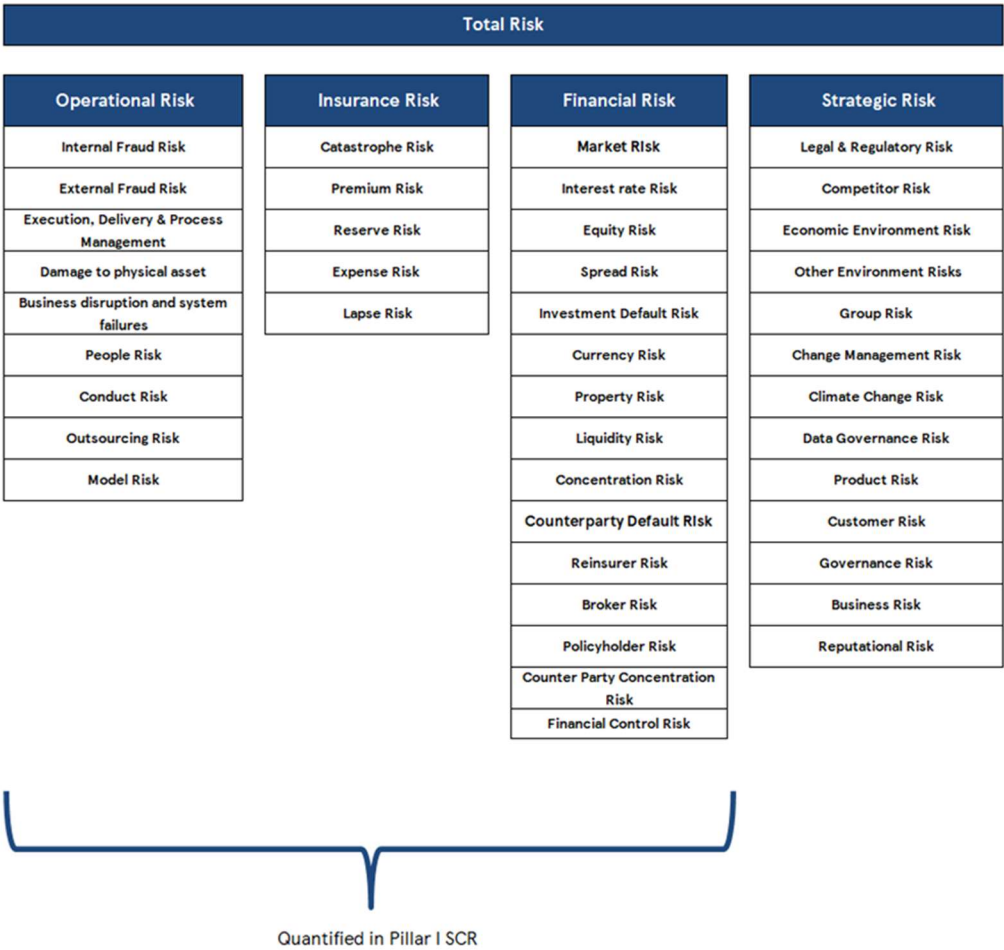 Total Risk
Operational Risk
Internal Fraud Risk
External Fraud Risk
Execution, Delivery & Process
Management
Damage to physical asset
Business disruption and system
failures
People Risk
Conduct Risk
Outsourcing Risk
Model Risk
Insurance Risk
Catastrophe Risk
Premium Risk
Reserve Risk
Expense Risk
Lapse Risk
Financial Risk
Market RIsk
Interest rate Risk
Equity Risk
Spread Risk
Investment Default Risk
Currency Risk
Property Risk
Liquidity Risk
Concentration Risk
Counterparty Default RIsk
Reinsurer Risk
Broker Risk
Policyholder Risk
Counter Party Concentration
Risk
Financial Control Risk
Strategic Risk
Legal & Regulatory Risk
Competitor Risk
Economic Environment Risk
Other Environment Risks
Group Risk
Change Management Risk
Climate Change Risk
Data Governance Risk
Product Risk
Customer Risk
Governance Risk
Business Risk
Reputational Risk
Quantified in Pillar I SCR